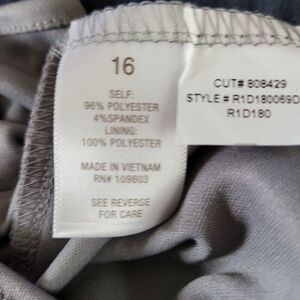 16
SELF:
96% POLYESTER
4%SPANDEX
LINING:
100% POLYESTER
MADE IN VIETNAM
RN# 109603
SEE REVERSE
FOR CARE
CUT# 808429
STYLE # R1D180069D
R1D180